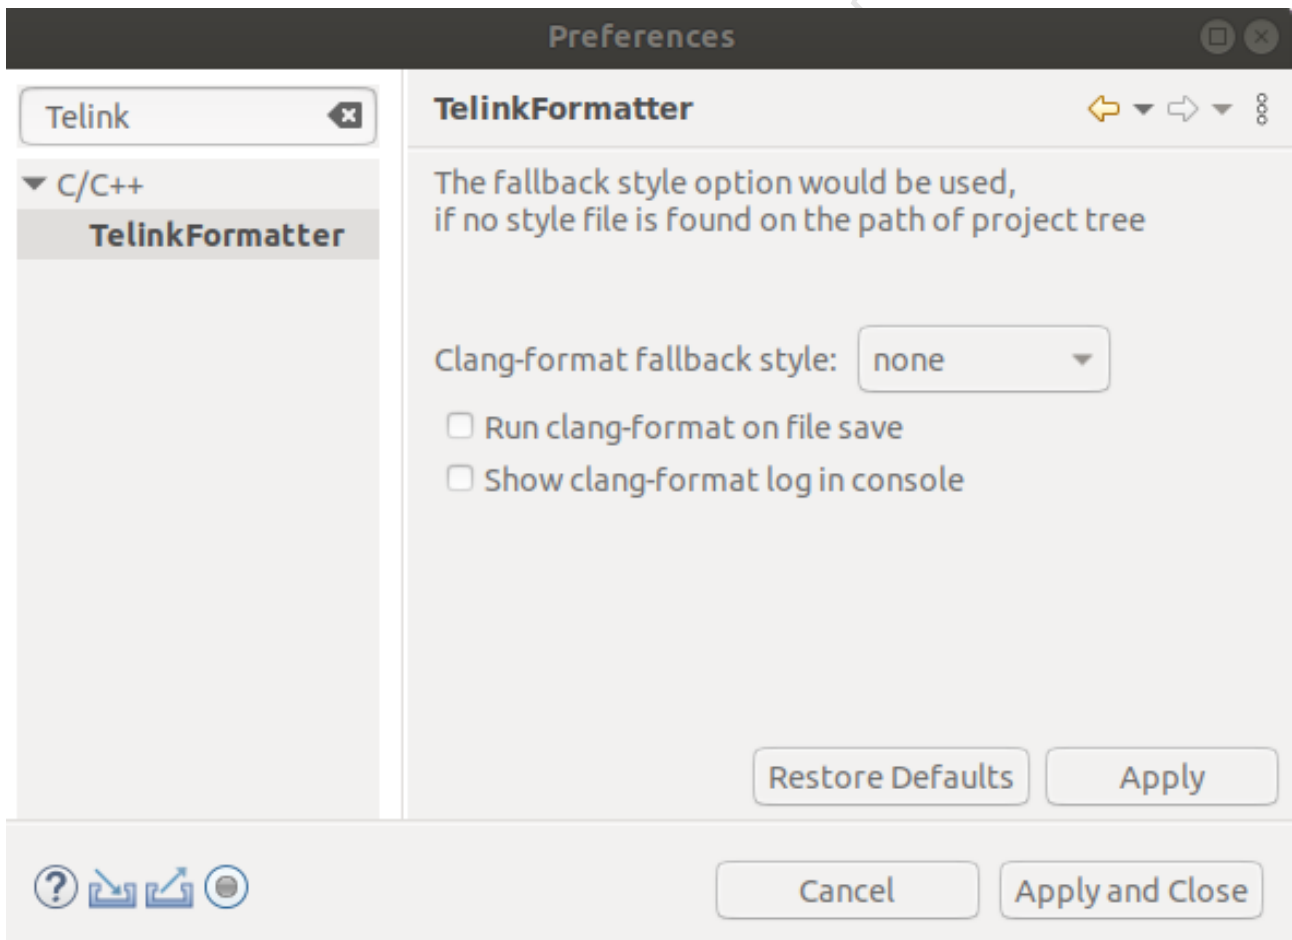 Preferences
Telink
TelinkFormatter
C/C++
TelinkFormatter
The fallback style option would be used,
if no style file is found on the path of project tree
Clang-format fallback style: none
Run clang-format on file save
Show clang-format log in console
Restore Defaults Apply
? Cancel Apply and Close